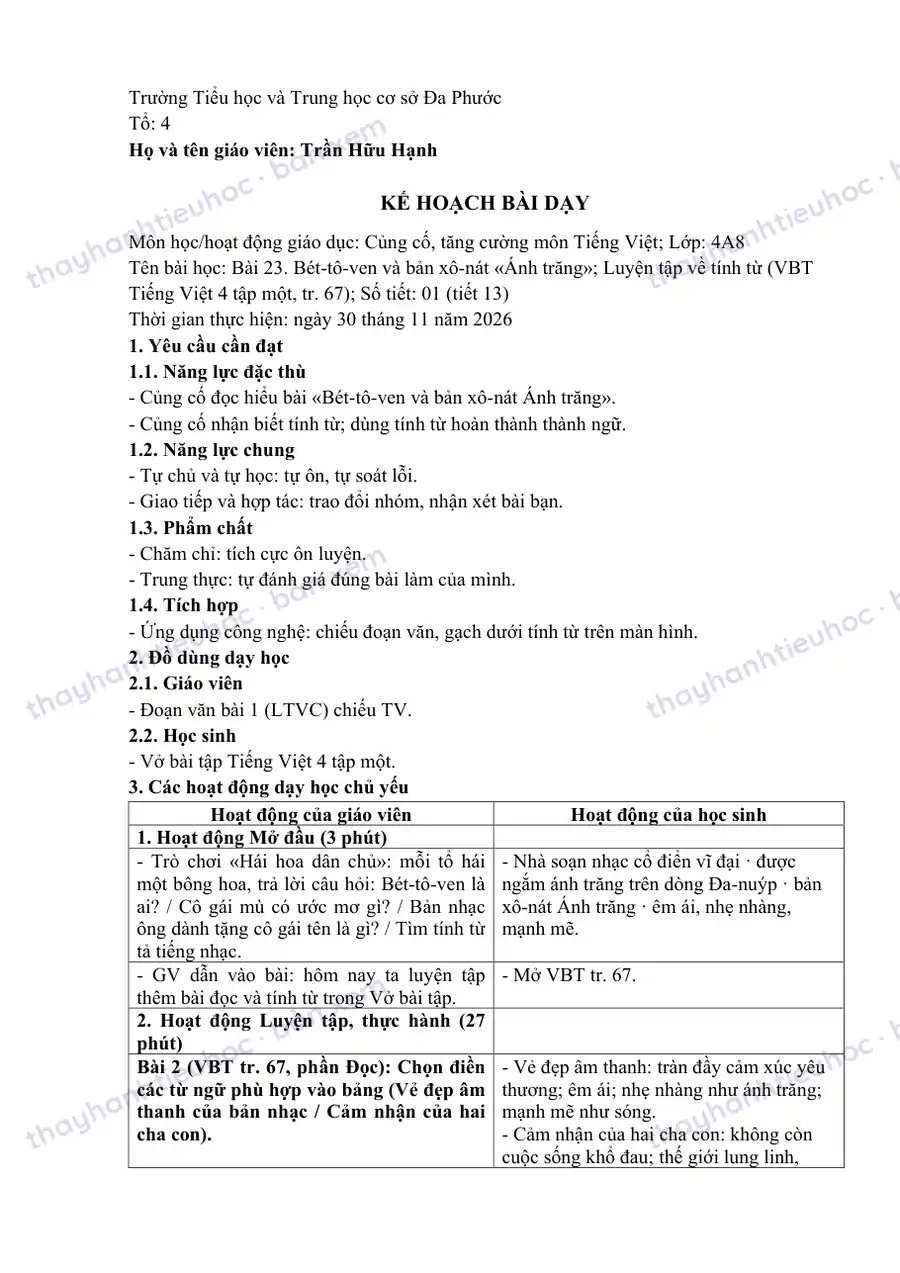 Trường Tiểu học và Trung học cơ sở Đa Phước
Tổ: 4
Họ và tên giáo viên: Trần Hữu Hạnh
KẾ HOẠCH BÀI DẠY
Môn học/hoạt động giáo dục: Củng cố, tăng cường môn Tiếng Việt; Lớp: 4A8
Tên bài học: Bài 23. Bét-tô-ven và bản xô-nát «Ánh trăng»; Luyện tập về tính từ (VBT
Tiếng Việt 4 tập một, tr. 67); Số tiết: 01 (tiết 13)
Thời gian thực hiện: ngày 30 tháng 11 năm 2026
1. Yêu cầu cần đạt
1.1. Năng lực đặc thù
- Củng cố đọc hiểu bài «Bét-tô-ven và bản xô-nát Ánh trăng».
- Củng cố nhận biết tính từ; dùng tính từ hoàn thành thành ngữ.
1.2. Năng lực chung
- Tự chủ và tự học: tự ôn, tự soát lỗi.
- Giao tiếp và hợp tác: trao đổi nhóm, nhận xét bài bạn.
1.3. Phẩm chất
- Chăm chỉ: tích cực ôn luyện.
- Trung thực: tự đánh giá đúng bài làm của mình.
1.4. Tích hợp
- Ứng dụng công nghệ: chiếu đoạn văn, gạch dưới tính từ trên màn hình.
2. Đồ dùng dạy học
2.1. Giáo viên
- Đoạn văn bài 1 (LTVC) chiếu TV.
2.2. Học sinh
- Vở bài tập Tiếng Việt 4 tập một.
3. Các hoạt động dạy học chủ yếu
Hoạt động của giáo viên
Hoạt động của học sinh
1. Hoạt động Mở đầu (3 phút)
- Trò chơi «Hái hoa dân chủ»: mỗi tổ hái
một bông hoa, trả lời câu hỏi: Bét-tô-ven là
ai? / Cô gái mù có ước mơ gì? / Bản nhạc
ông dành tặng cô gái tên là gì? / Tìm tính từ
tả tiếng nhạc.
- Nhà soạn nhạc cổ điển vĩ đại · được
ngắm ánh trăng trên dòng Đa-nuýp · bản
xô-nát Ánh trăng · êm ái, nhẹ nhàng,
mạnh mẽ.
- GV dẫn vào bài: hôm nay ta luyện tập
thêm bài đọc và tính từ trong Vở bài tập.
- Mở VBT tr. 67.
2. Hoạt động Luyện tập, thực hành (27
phút)
Bài 2 (VBT tr. 67, phần Đọc): Chọn điền
các từ ngữ phù hợp vào bảng (Vẻ đẹp âm
thanh của bản nhạc / Cảm nhận của hai
cha con).
- Vẻ đẹp âm thanh: tràn đầy cảm xúc yêu
thương; êm ái; nhẹ nhàng như ánh trăng;
mạnh mẽ như sóng.
- Cảm nhận của hai cha con: không còn
cuộc sống khổ đau; thế giới lung linh,
thayhanhtieuhoc · bản xem
thayhanhtieuhoc · b
thayhanhtieuhoc · bản xem
thayhanhtieuhoc · b
thayhanhtieuhoc · bản xem
thayhanhtieuhoc · b